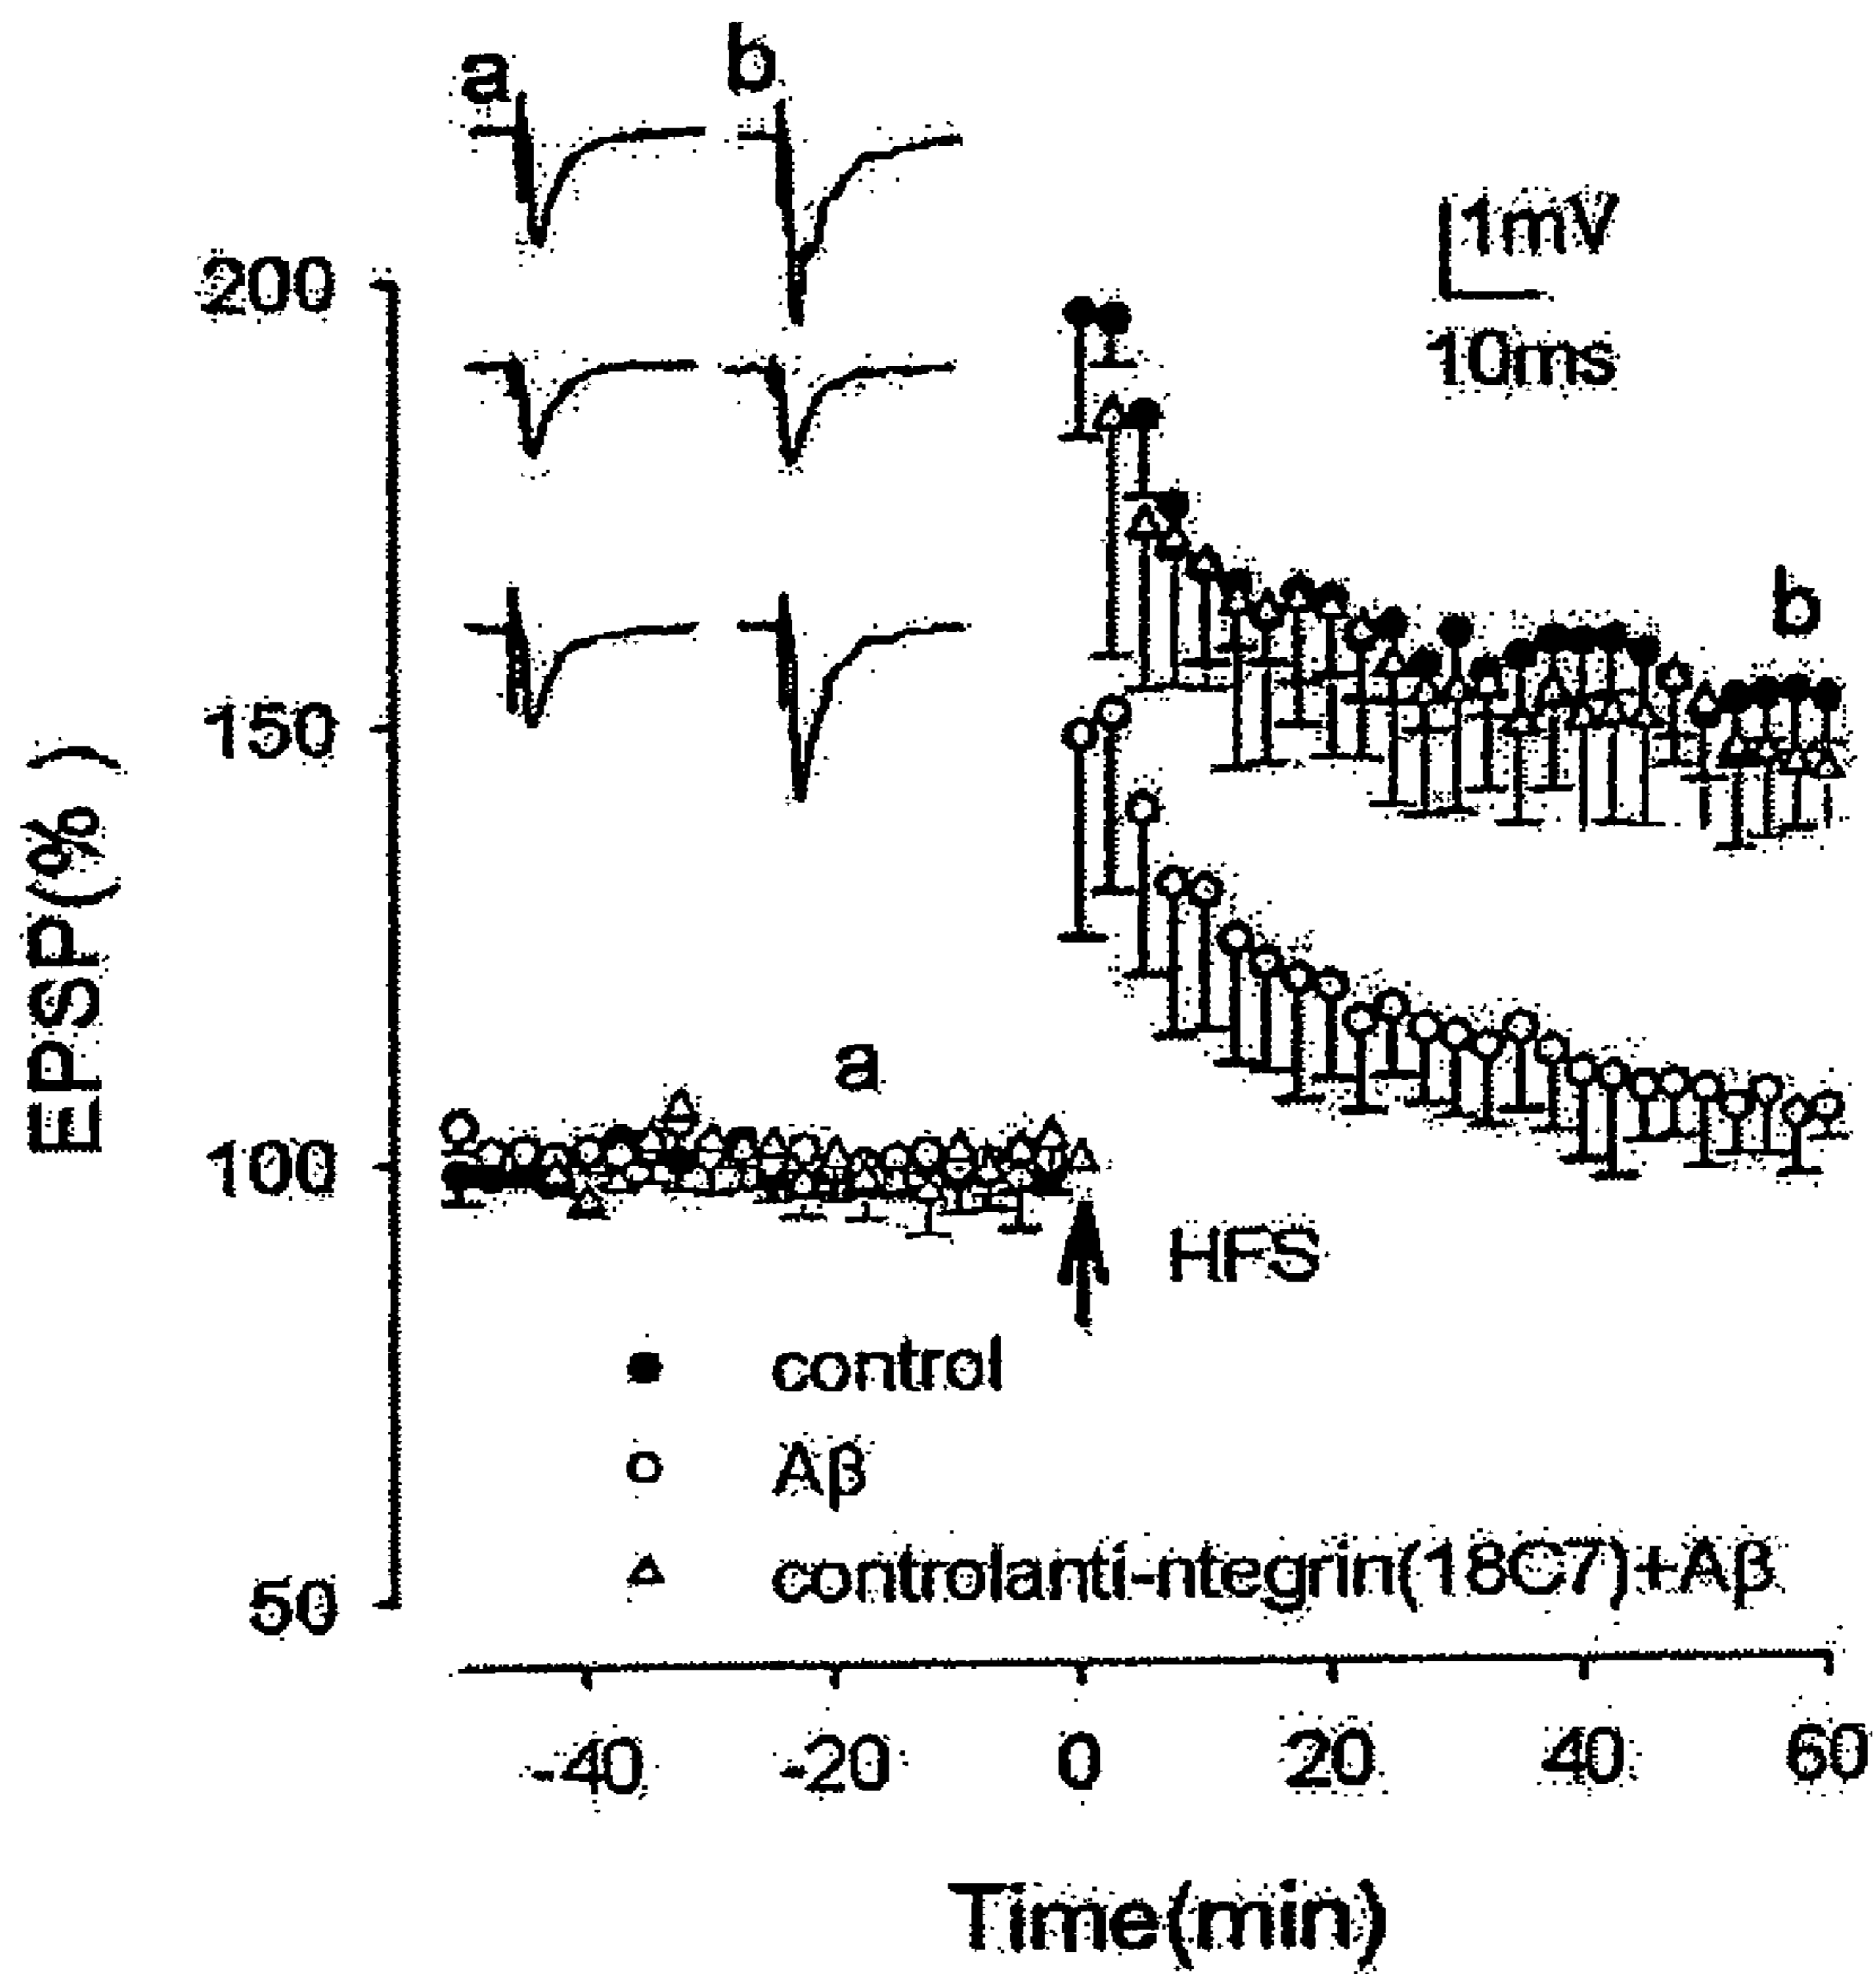 a b
1mV
10ms
200
b
150
EPSP(%)
a
100
HFS
control
Aβ
controlanti-ntegrin(18C7)+Aβ
50
-40 -20 0 20 40 60
Time(min)